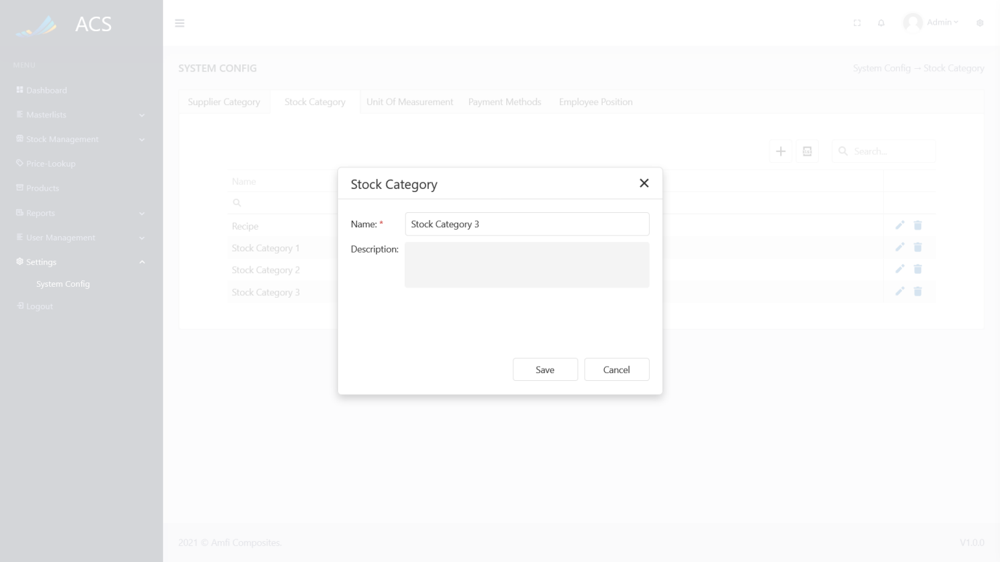 ACS
Admin
MENU
Dashboard
Masterlists
Stock Management
Price-Lookup
Products
Reports
User Management
Settings
System Config
Logout
SYSTEM CONFIG
System Config → Stock Category
Supplier Category Stock Category Unit Of Measurement Payment Methods Employee Position
Search...
Name
Recipe
Stock Category 1
Stock Category 2
Stock Category 3
Stock Category
Name: * Stock Category 3
Description:
Save Cancel
2021 © Amfi Composites.
V1.0.0